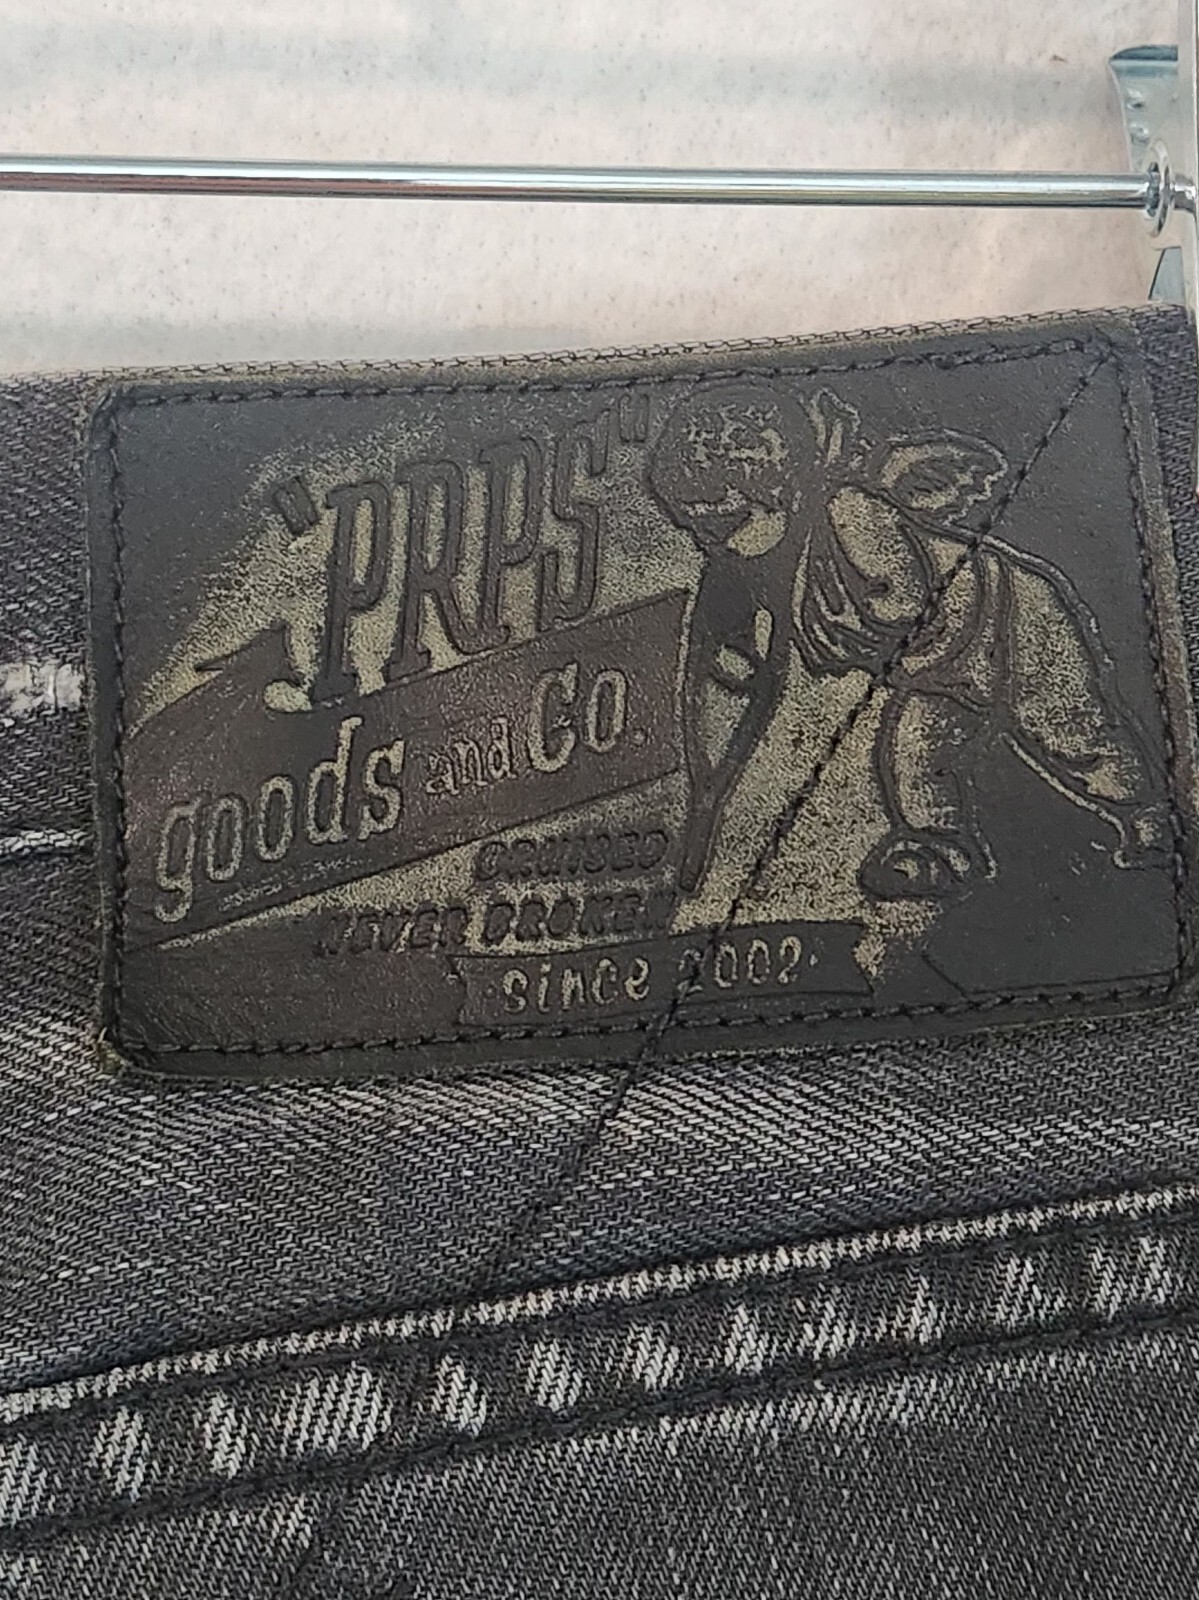 "PRPS"
goods and Co.
BRUISED
NEVER BROKEN
·since 2002·